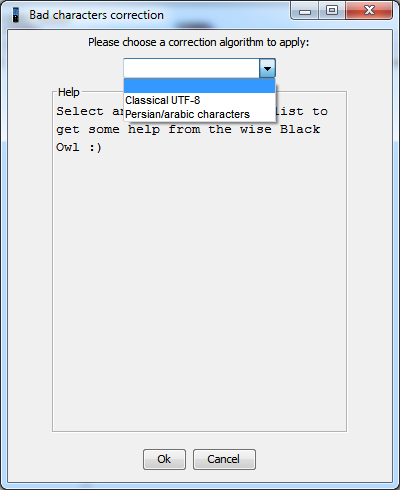 Bad characters correction
Please choose a correction algorithm to apply:
Classical UTF-8
Persian/arabic characters
Help
Select list to
get some help from the wise Black
Owl :)
Ok
Cancel